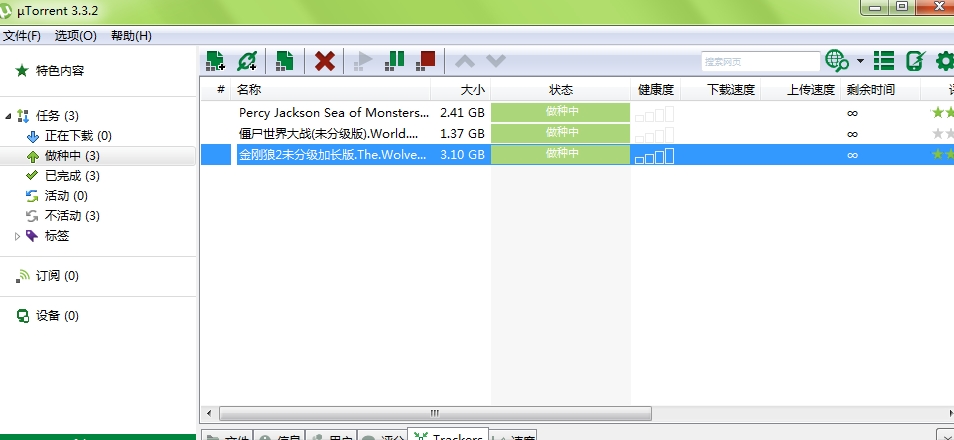 µTorrent 3.3.2
文件(F) 选项(O) 帮助(H)
特色内容
任务 (3)
正在下载 (0)
做种中 (3)
已完成 (3)
活动 (0)
不活动 (3)
标签
订阅 (0)
设备 (0)
搜索网页
# 名称 大小 状态 健康度 下载速度 上传速度 剩余时间
Percy Jackson Sea of Monsters... 2.41 GB 做种中 ∞
僵尸世界大战(未分级版).World.... 1.37 GB 做种中 ∞
金刚狼2未分级加长版.The.Wolve... 3.10 GB 做种中 ∞
文件 信息 用户 评分 Trackers 速度